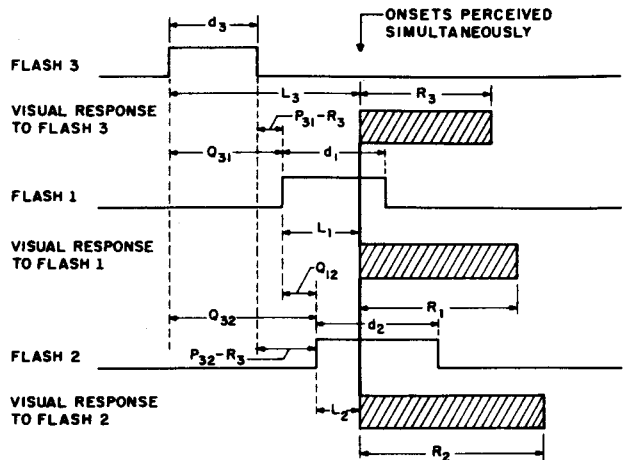 d₃
ONSETS PERCEIVED
SIMULTANEOUSLY
FLASH 3
L₃
R₃
VISUAL RESPONSE
TO FLASH 3
P₃₁-R₃
Q₃₁
d₁
FLASH 1
L₁
VISUAL RESPONSE
TO FLASH 1
Q₁₂
R₁
Q₃₂
d₂
FLASH 2
P₃₂-R₃
L₂
VISUAL RESPONSE
TO FLASH 2
R₂